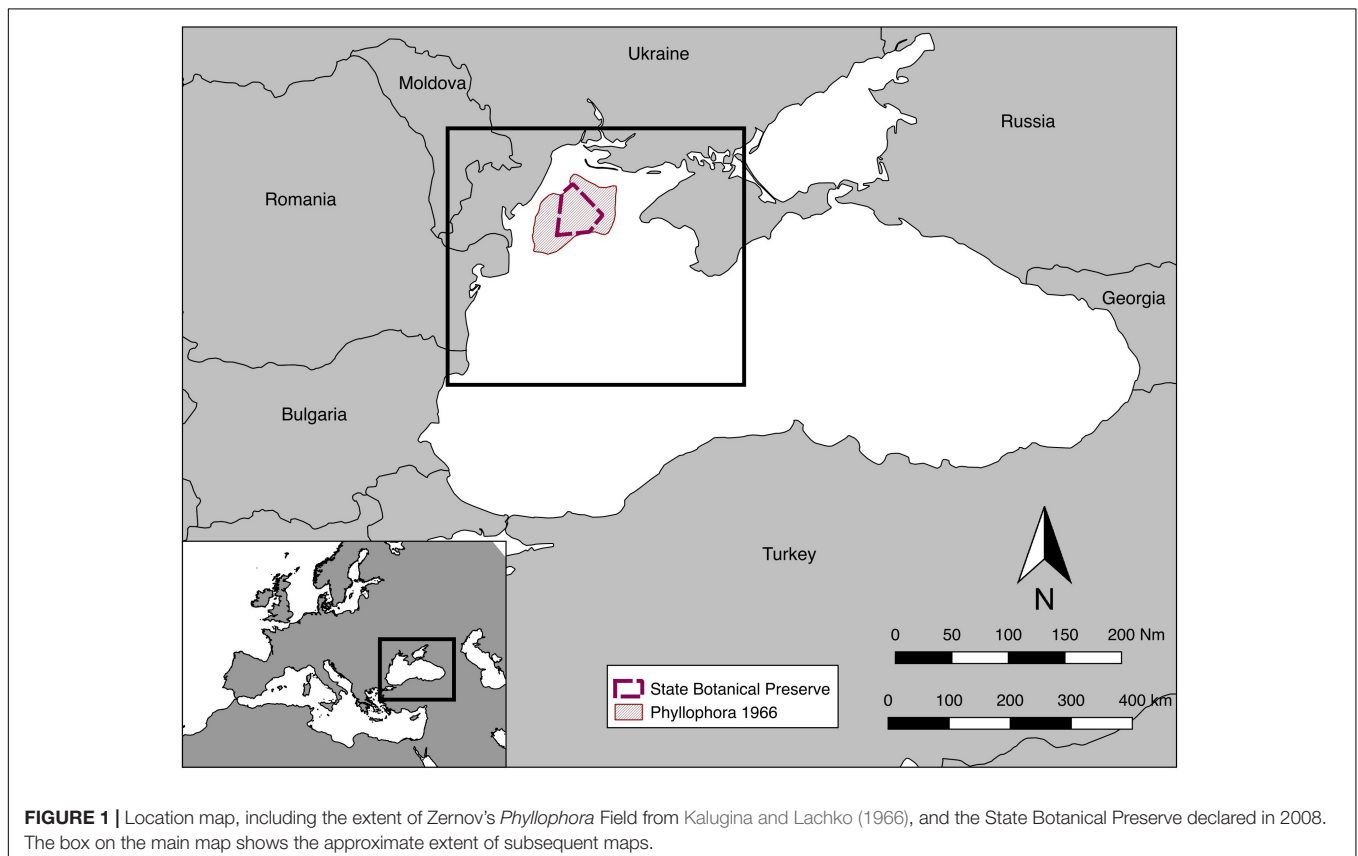 Ukraine
Moldova
Russia
Romania
Georgia
Bulgaria
Turkey
N
0 50 100 150 200 Nm
0 100 200 300 400 km
State Botanical Preserve
Phyllophora 1966
FIGURE 1 | Location map, including the extent of Zernov's Phyllophora Field from Kalugina and Lachko (1966), and the State Botanical Preserve declared in 2008.
The box on the main map shows the approximate extent of subsequent maps.